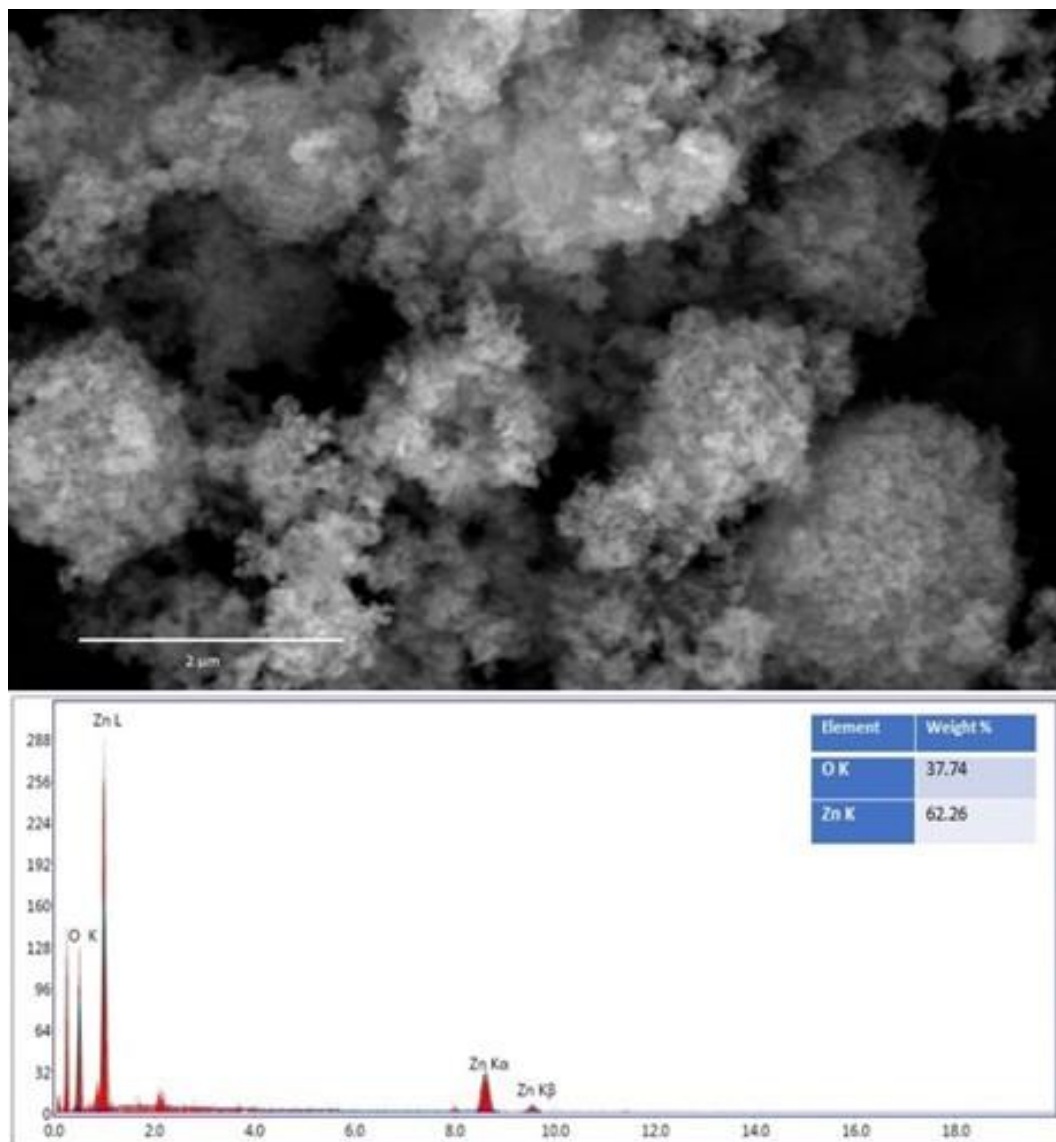 2 µm
Zn L
Element Weight %
O K 37.74
Zn K 62.26
288
256
224
192
160
128
96
64
32
0
O K
Zn Kα
Zn Kβ
0.0 2.0 4.0 6.0 8.0 10.0 12.0 14.0 16.0 18.0